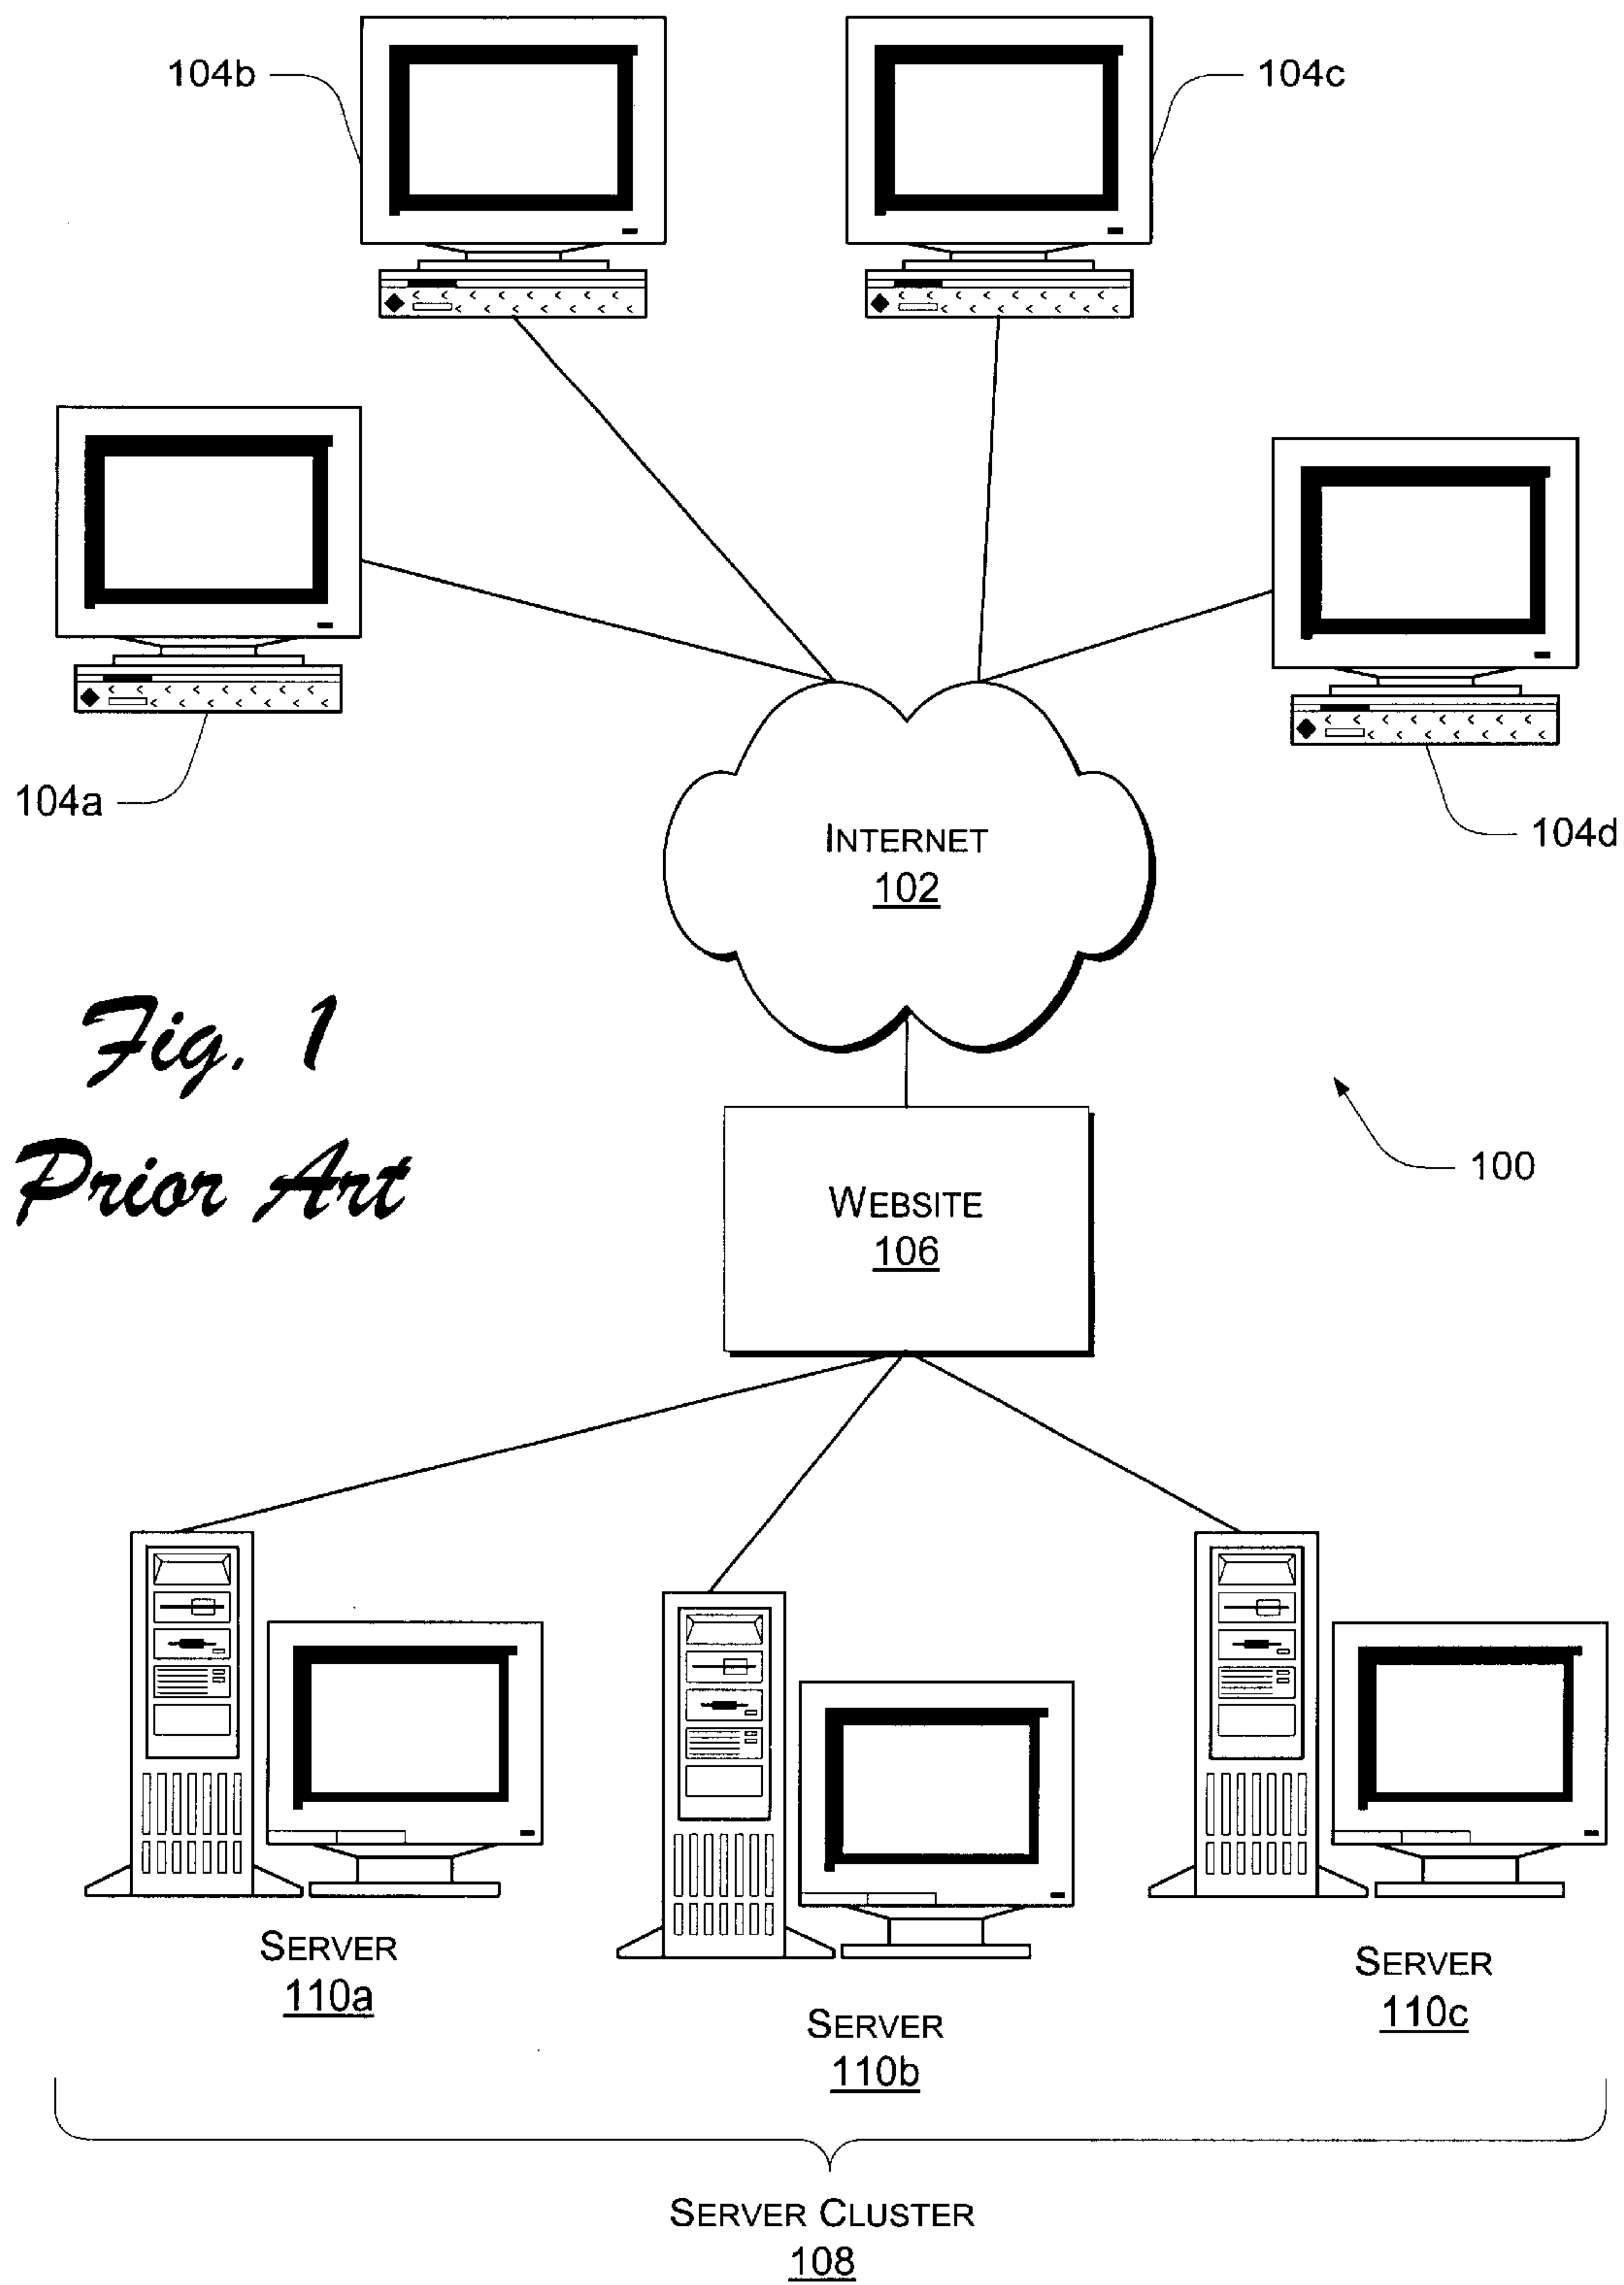 104b
104c
104a
104d
INTERNET
102
Fig. 1
Prior Art
100
WEBSITE
106
SERVER
110a
SERVER
110b
SERVER
110c
SERVER CLUSTER
108